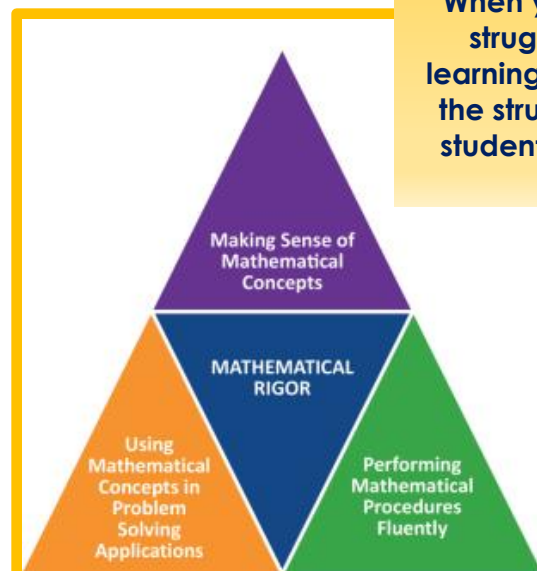 When
strug
learning
the stru
student
Making Sense of
Mathematical
Concepts
MATHEMATICAL
RIGOR
Using
Mathematical
Concepts in
Problem
Solving
Applications
Performing
Mathematical
Procedures
Fluently